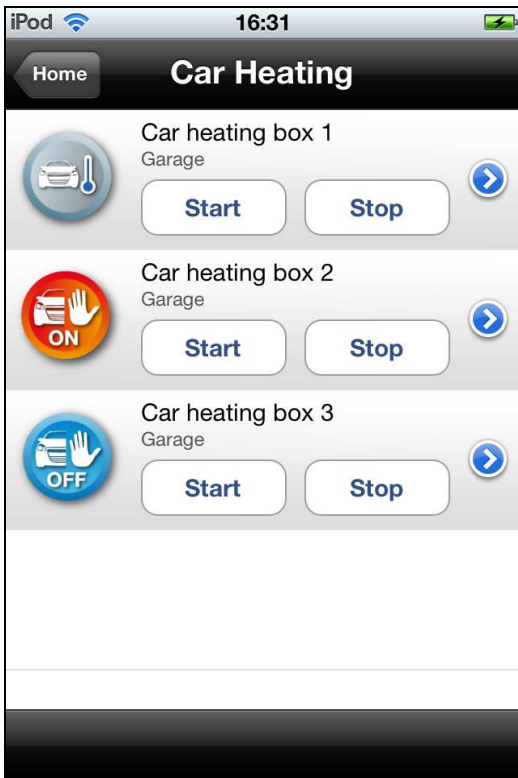 iPod 16:31
Home Car Heating
Car heating box 1
Garage
Start Stop
Car heating box 2
Garage
ON
Start Stop
Car heating box 3
Garage
OFF
Start Stop